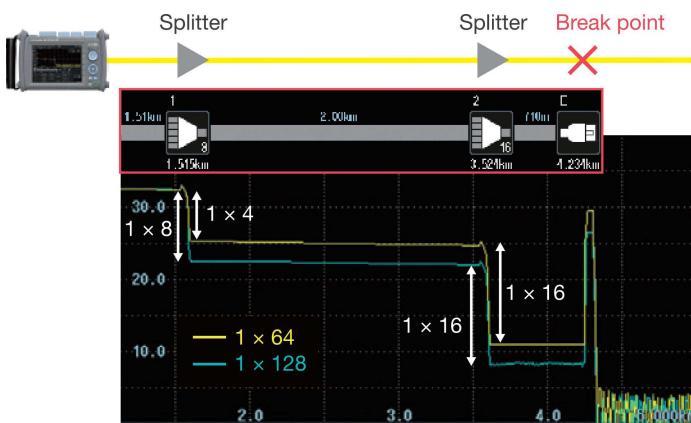 Splitter Splitter Break point
1 2 E
1.51km 2.00km 710m
8 16
1.515km 3.524km 4.234km
30.0
1 × 4
1 × 8
20.0
1 × 16
1 × 16
1 × 64
10.0
1 × 128
2.0 3.0 4.0 5.000km